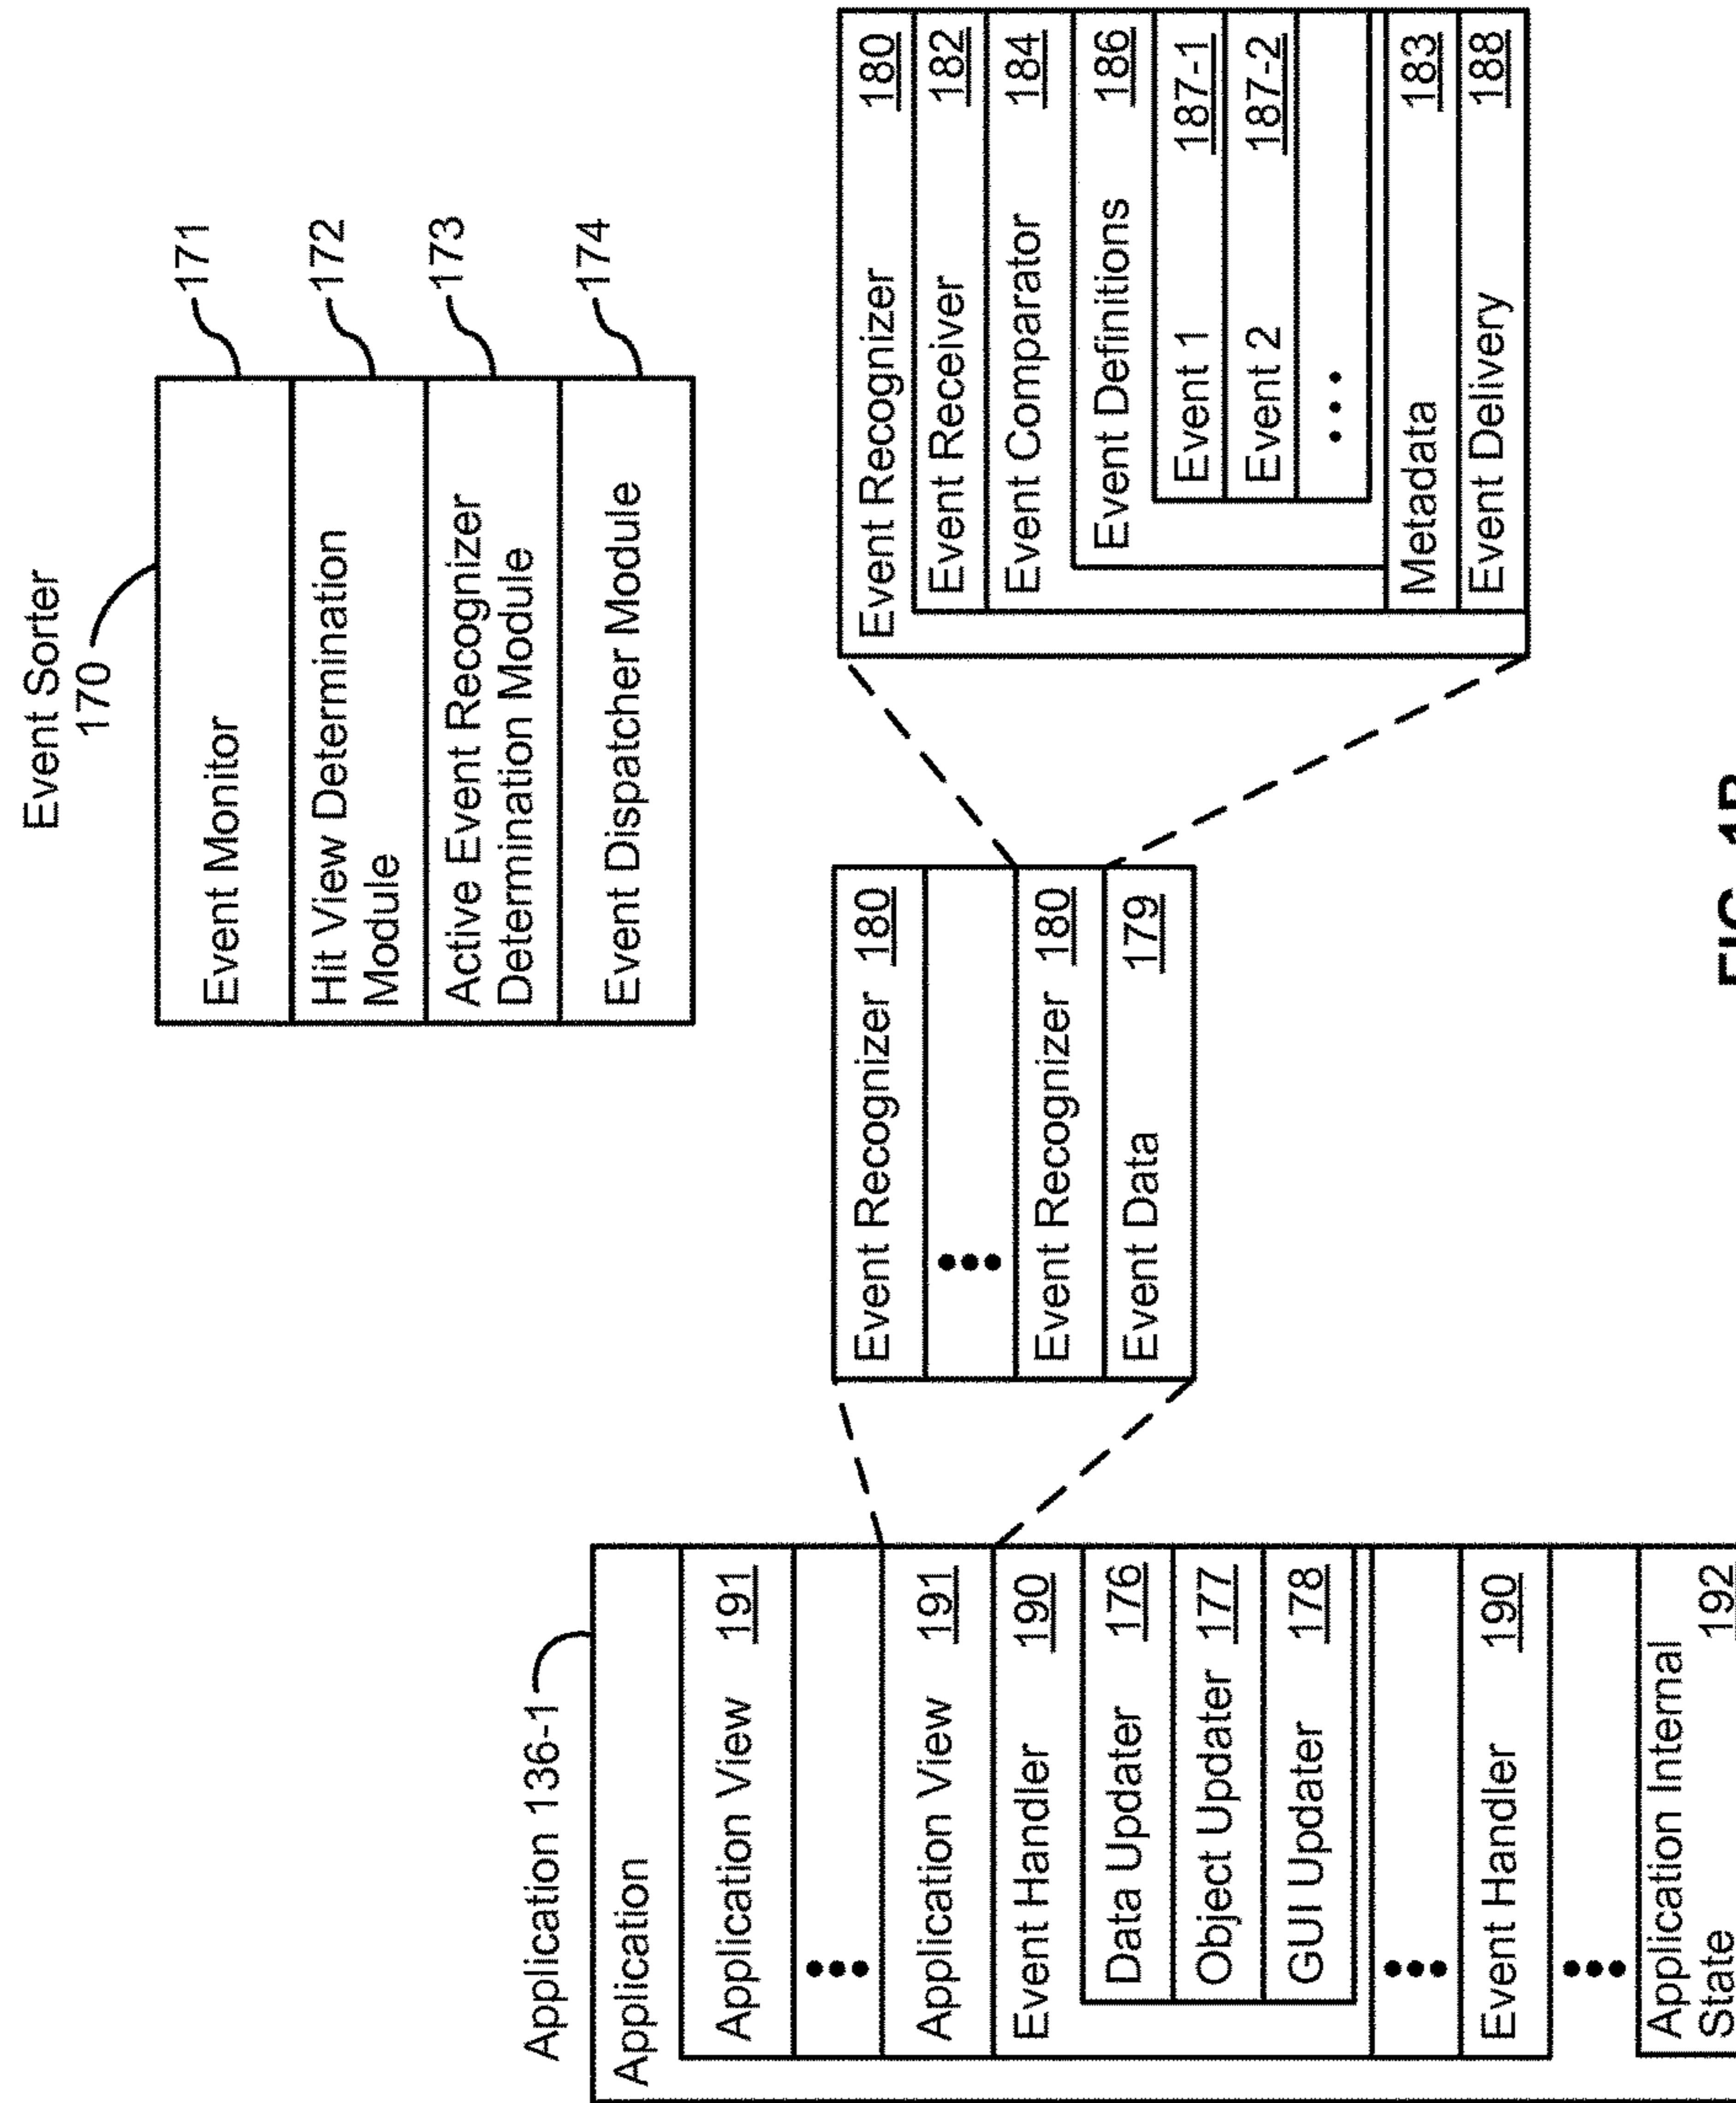 Event Sorter
170
Event Monitor
171
Hit View Determination
Module
172
Active Event Recognizer
Determination Module
173
Event Dispatcher Module
174
Application 136-1
Application
Application View 191
Application View 191
Event Handler 190
Data Updater 176
Object Updater 177
GUI Updater 178
Event Handler 190
Application Internal
State 192
Event Recognizer 180
Event Recognizer 180
Event Data 179
Event Recognizer 180
Event Receiver 182
Event Comparator 184
Event Definitions 186
Event 1 187-1
Event 2 187-2
Metadata 183
Event Delivery 188